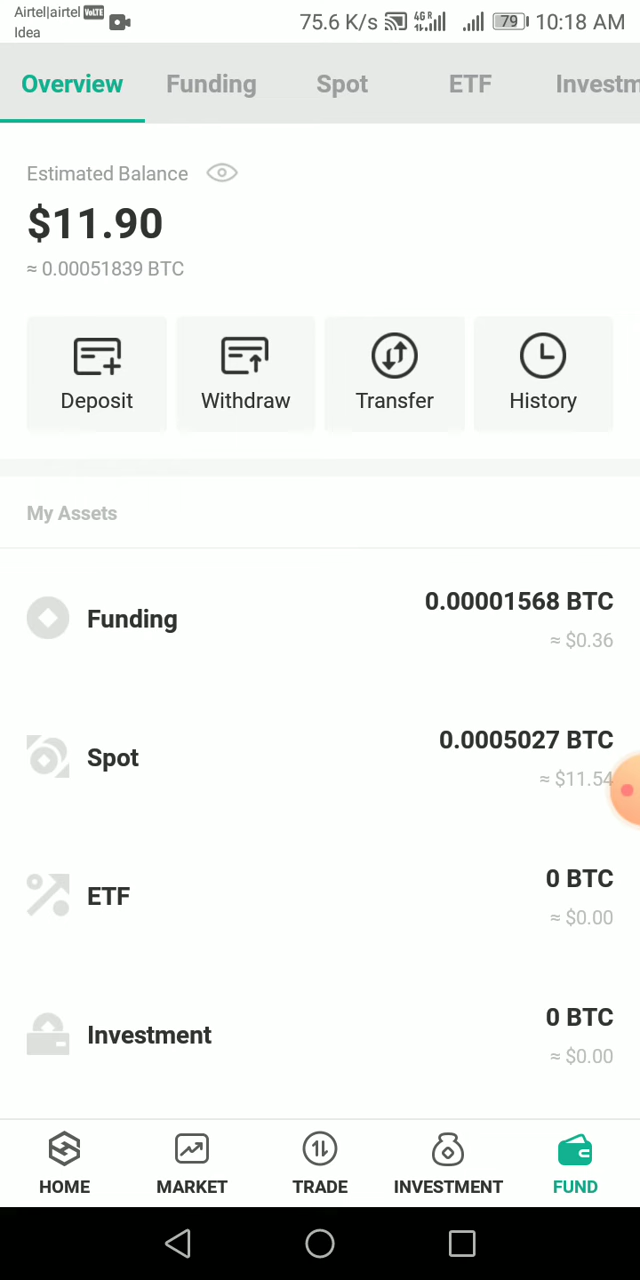 Airtel|airtel VoLTE
Idea
75.6 K/s 4G R 79 10:18 AM
Overview Funding Spot ETF Investm
Estimated Balance
$11.90
≈ 0.00051839 BTC
Deposit Withdraw Transfer History
My Assets
Funding 0.00001568 BTC
≈ $0.36
Spot 0.0005027 BTC
≈ $11.54
ETF 0 BTC
≈ $0.00
Investment 0 BTC
≈ $0.00
HOME MARKET TRADE INVESTMENT FUND